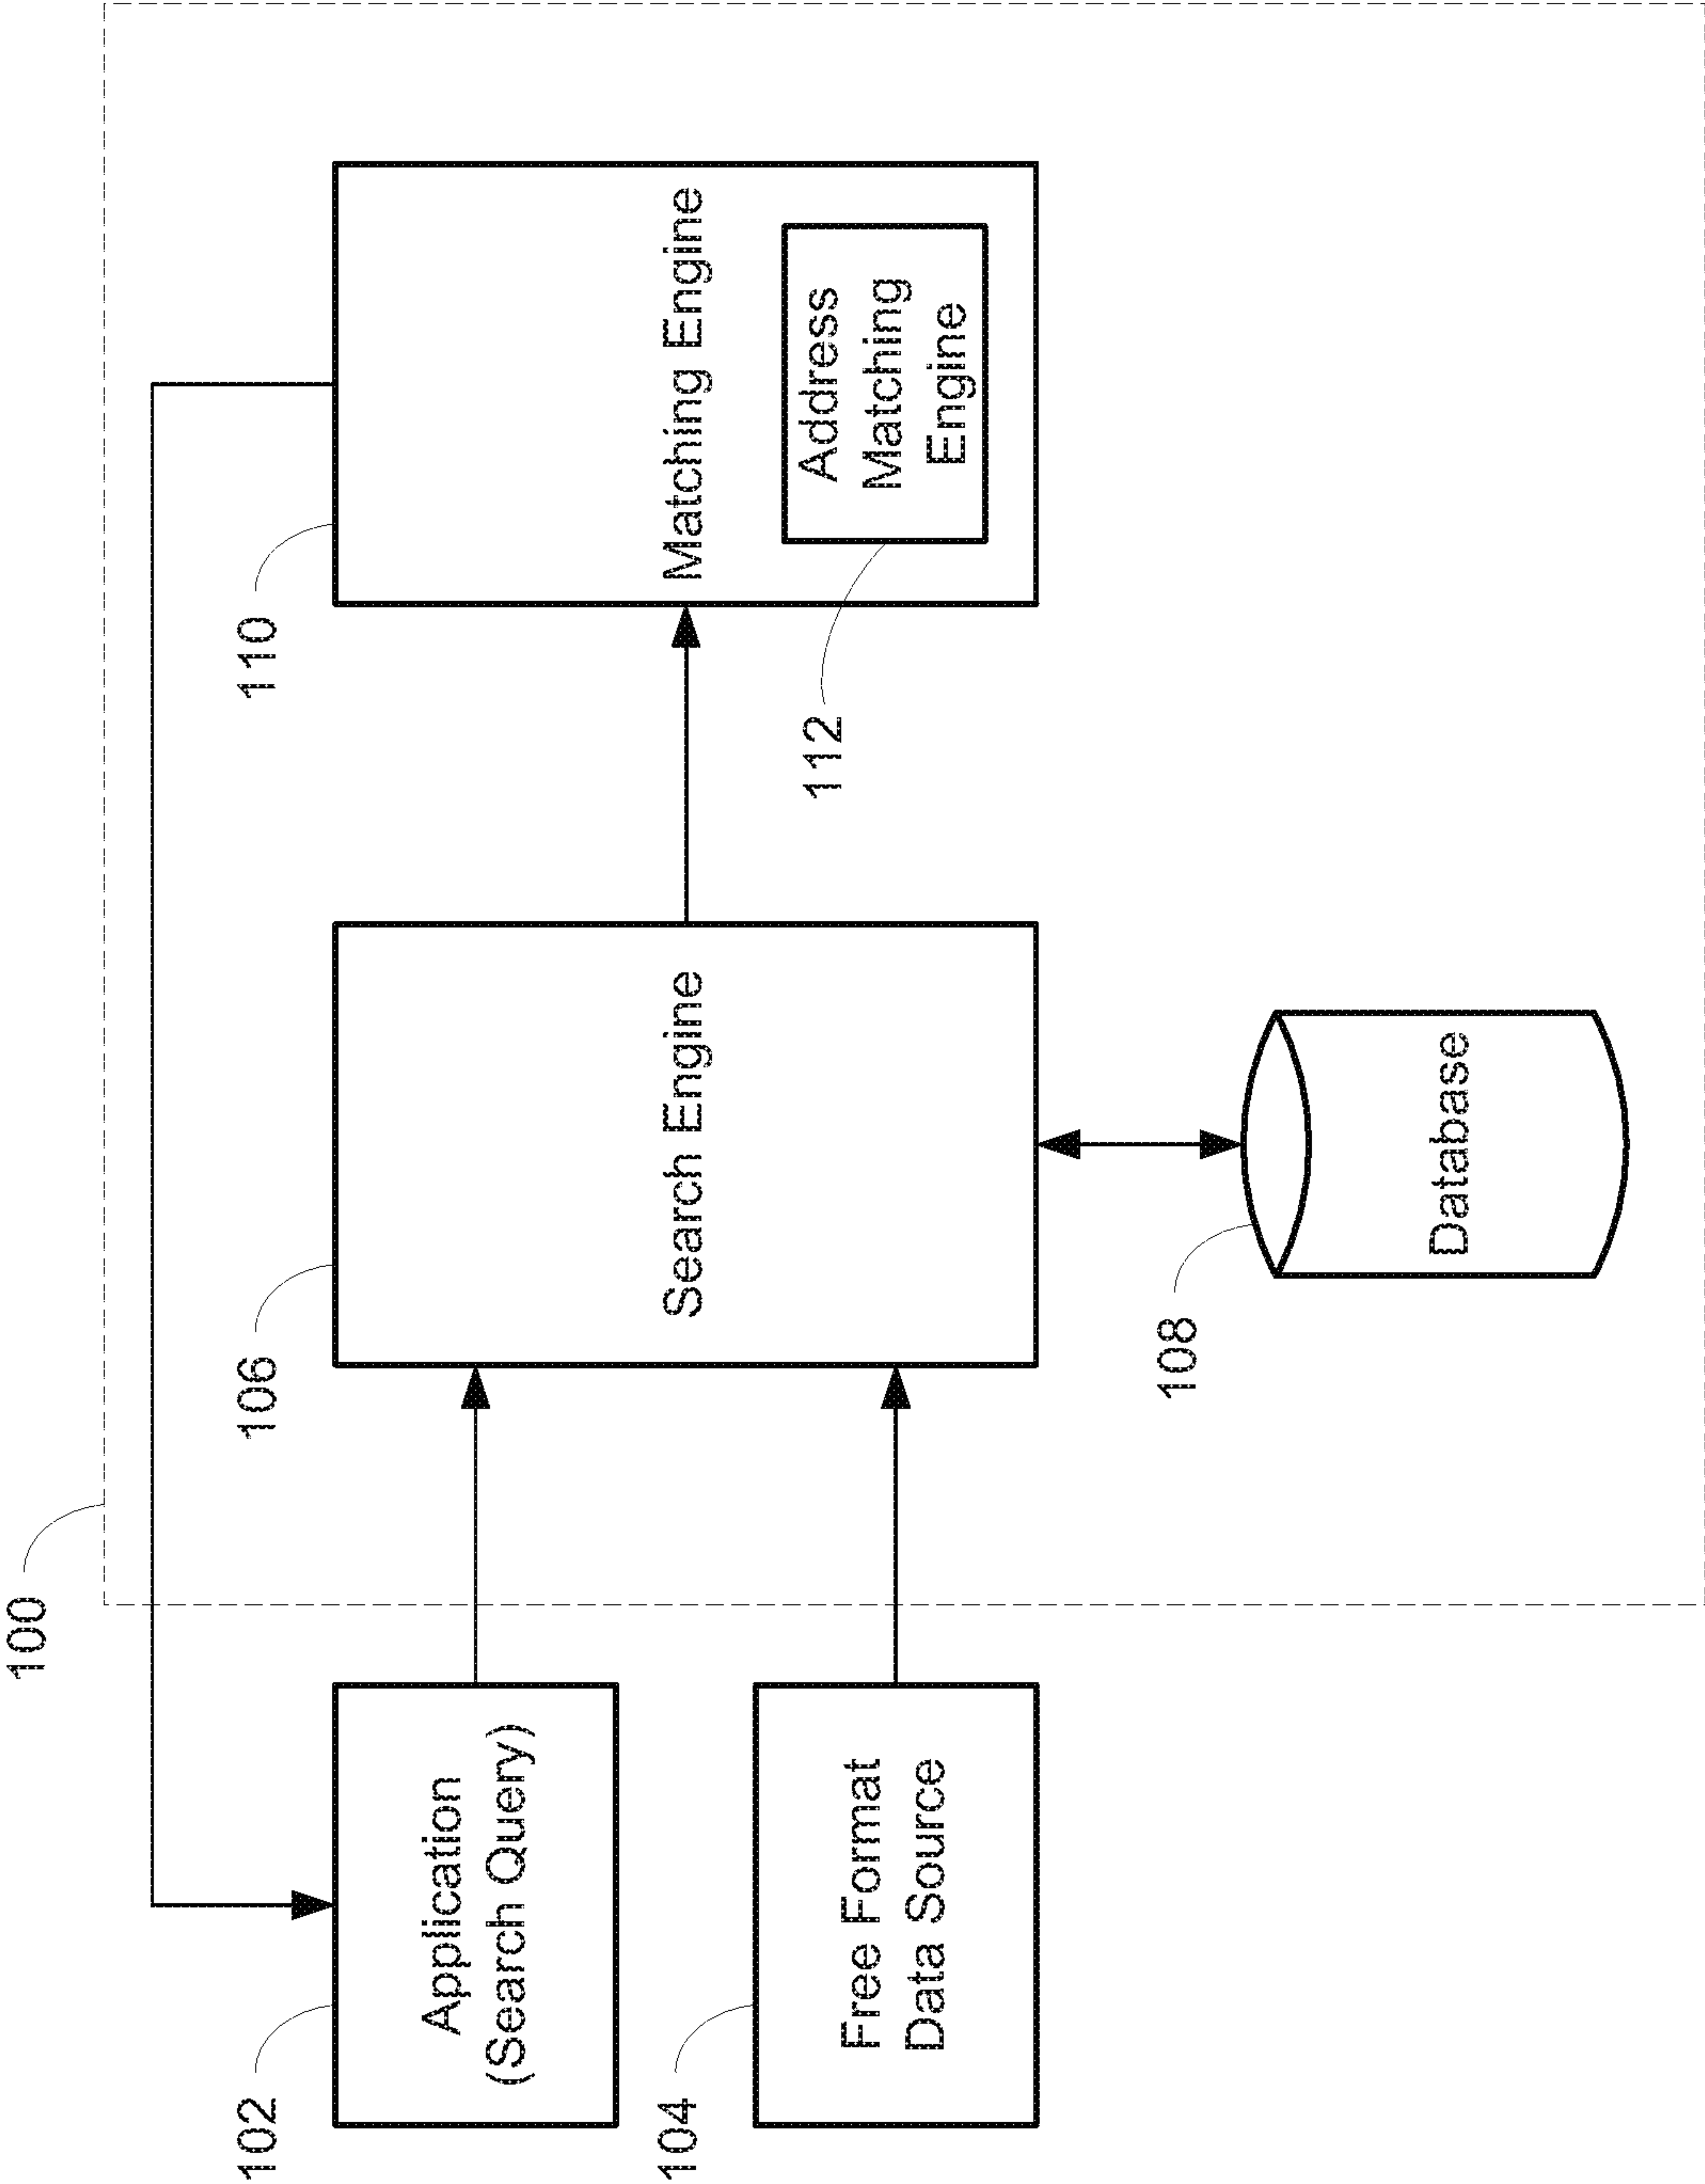 100
102
Application
(Search Query)
104
Free Format
Data Source
106
Search Engine
108
Database
110
Matching Engine
112
Address
Matching
Engine